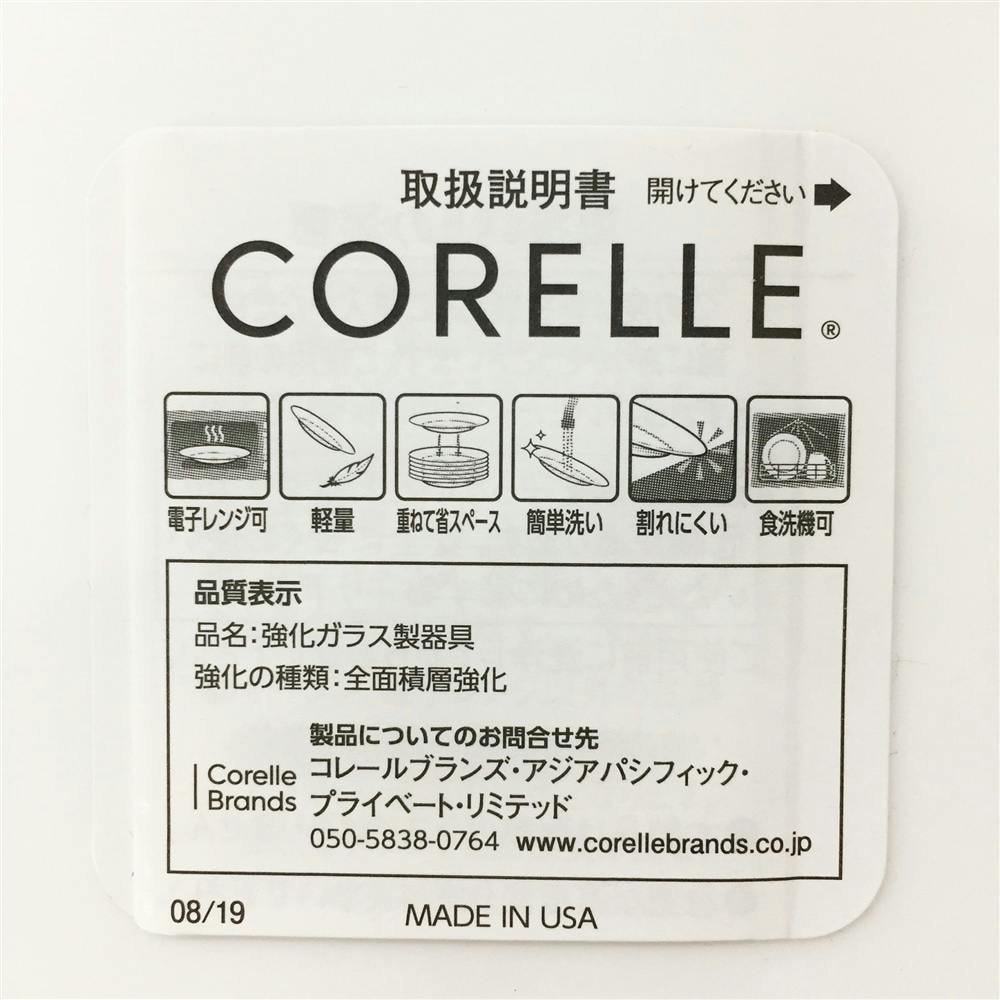 取扱説明書 開けてください
CORELLE®
電子レンジ可 軽量 重ねて省スペース 簡単洗い 割れにくい 食洗機可
品質表示
品名：強化ガラス製器具
強化の種類：全面積層強化
製品についてのお問合せ先
Corelle Brands
コレールブランズ・アジアパシフィック・
プライベート・リミテッド
050-5838-0764 www.corellebrands.co.jp
08/19 MADE IN USA